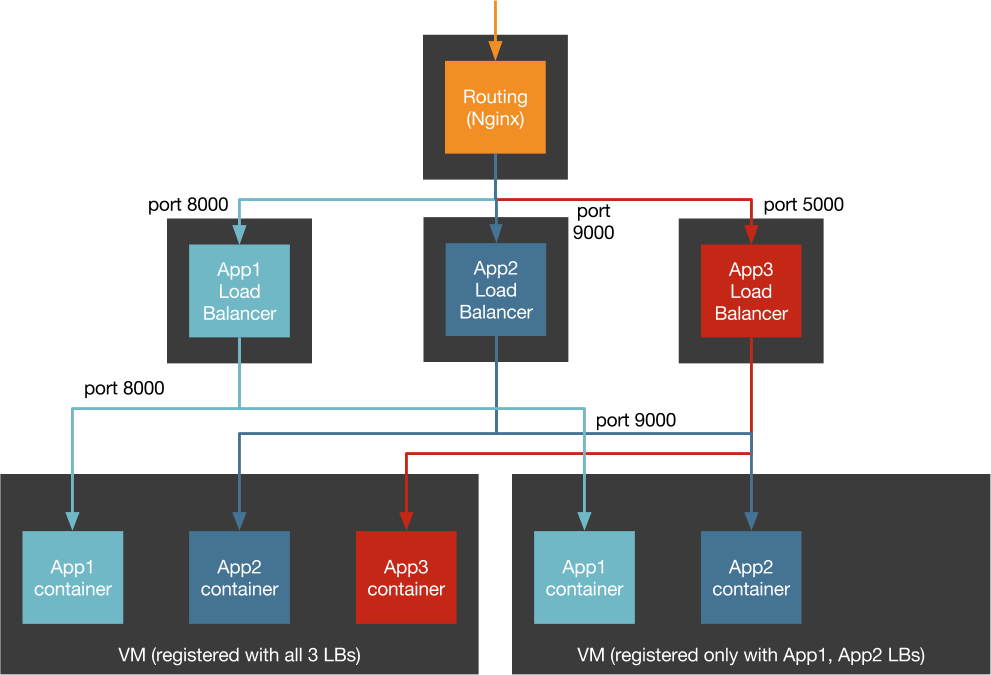 Routing
(Nginx)
port 8000
port
9000
port 5000
App1
Load
Balancer
App2
Load
Balancer
App3
Load
Balancer
port 8000
port 9000
App1
container
App2
container
App3
container
App1
container
App2
container
VM (registered with all 3 LBs)
VM (registered only with App1, App2 LBs)